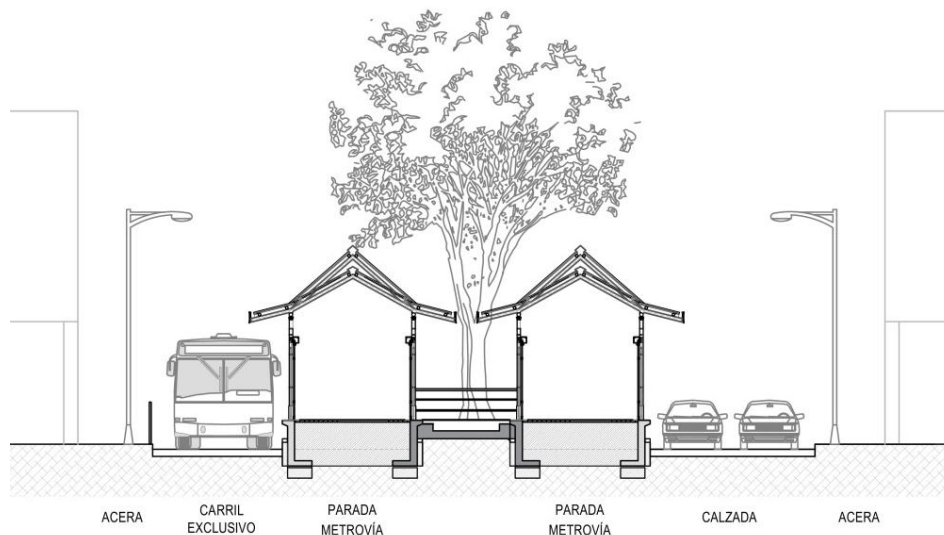 ACERA
CARRIL
EXCLUSIVO
PARADA
METROVÍA
PARADA
METROVÍA
CALZADA
ACERA